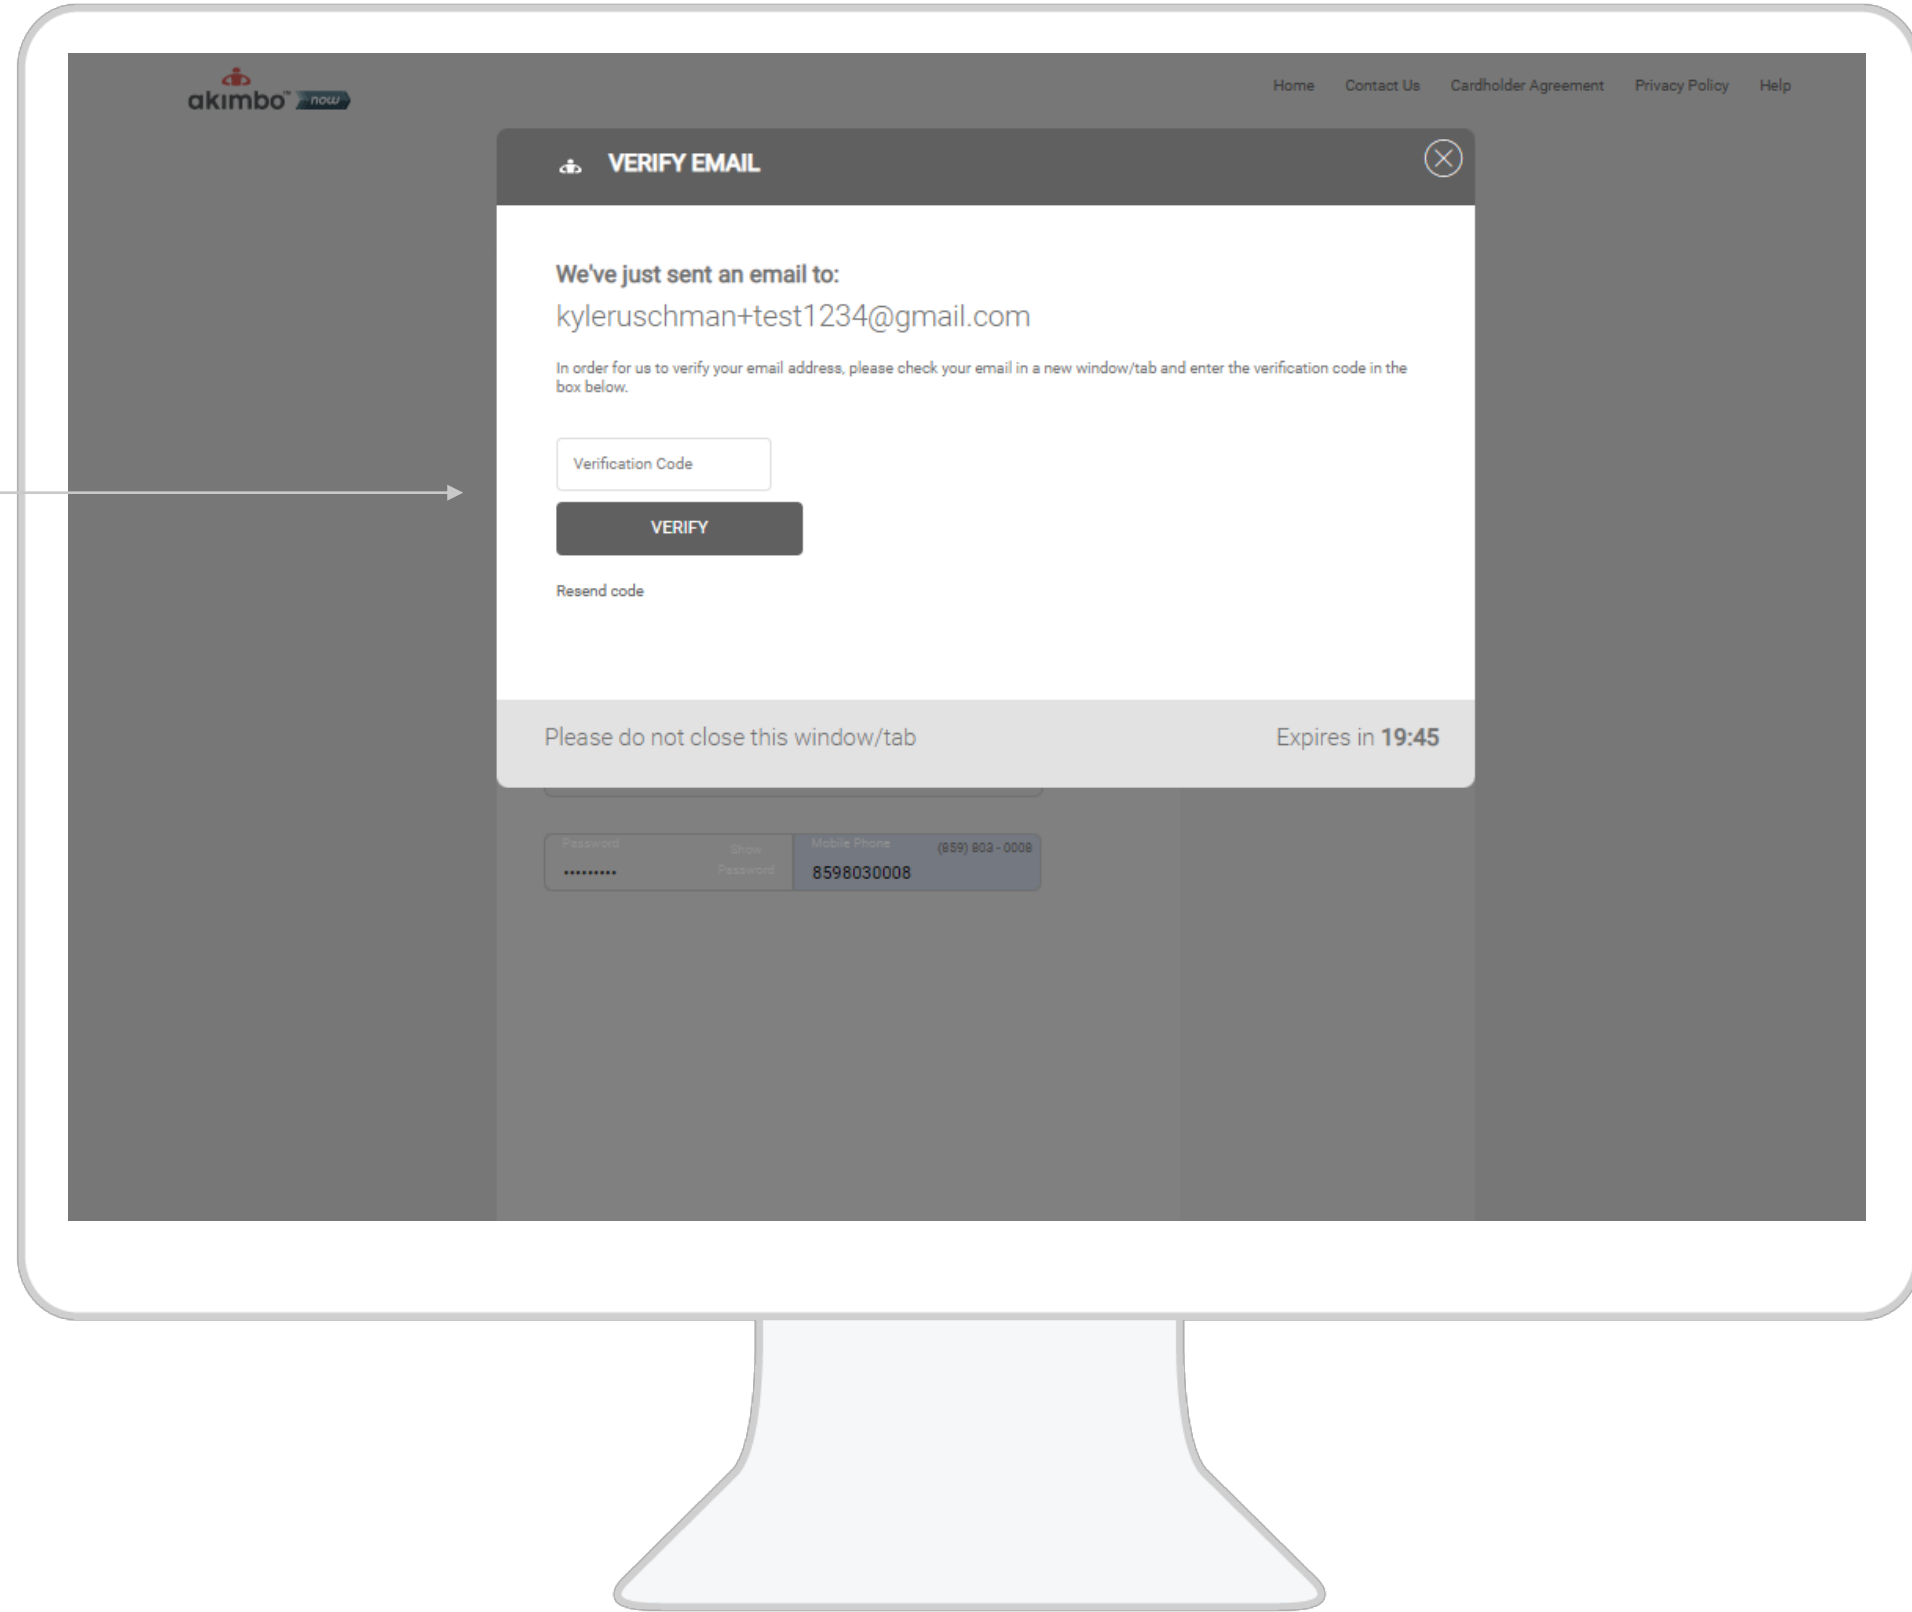 akimbo™ now
Home Contact Us Cardholder Agreement Privacy Policy Help
VERIFY EMAIL
We've just sent an email to:
kyleruschman+test1234@gmail.com
In order for us to verify your email address, please check your email in a new window/tab and enter the verification code in the
box below.
Verification Code
VERIFY
Resend code
Please do not close this window/tab
Expires in 19:45
Password
Show
Password
•••••••••
Mobile Phone
(859) 803 - 0008
8598030008